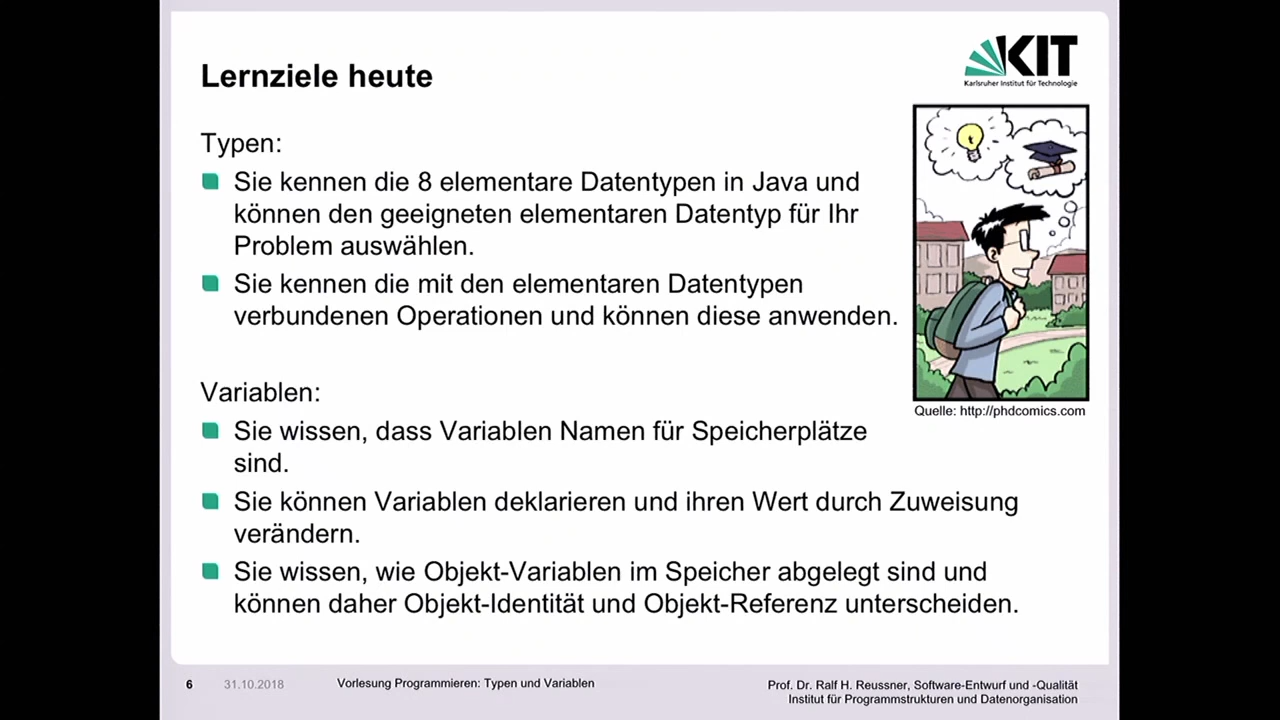 Lernziele heute
KIT
Karlsruher Institut für Technologie
Typen:
Sie kennen die 8 elementare Datentypen in Java und
können den geeigneten elementaren Datentyp für Ihr
Problem auswählen.
Sie kennen die mit den elementaren Datentypen
verbundenen Operationen und können diese anwenden.
Quelle: http://phdcomics.com
Variablen:
Sie wissen, dass Variablen Namen für Speicherplätze
sind.
Sie können Variablen deklarieren und ihren Wert durch Zuweisung
verändern.
Sie wissen, wie Objekt-Variablen im Speicher abgelegt sind und
können daher Objekt-Identität und Objekt-Referenz unterscheiden.
6 31.10.2018 Vorlesung Programmieren: Typen und Variablen
Prof. Dr. Ralf H. Reussner, Software-Entwurf und -Qualität
Institut für Programmstrukturen und Datenorganisation